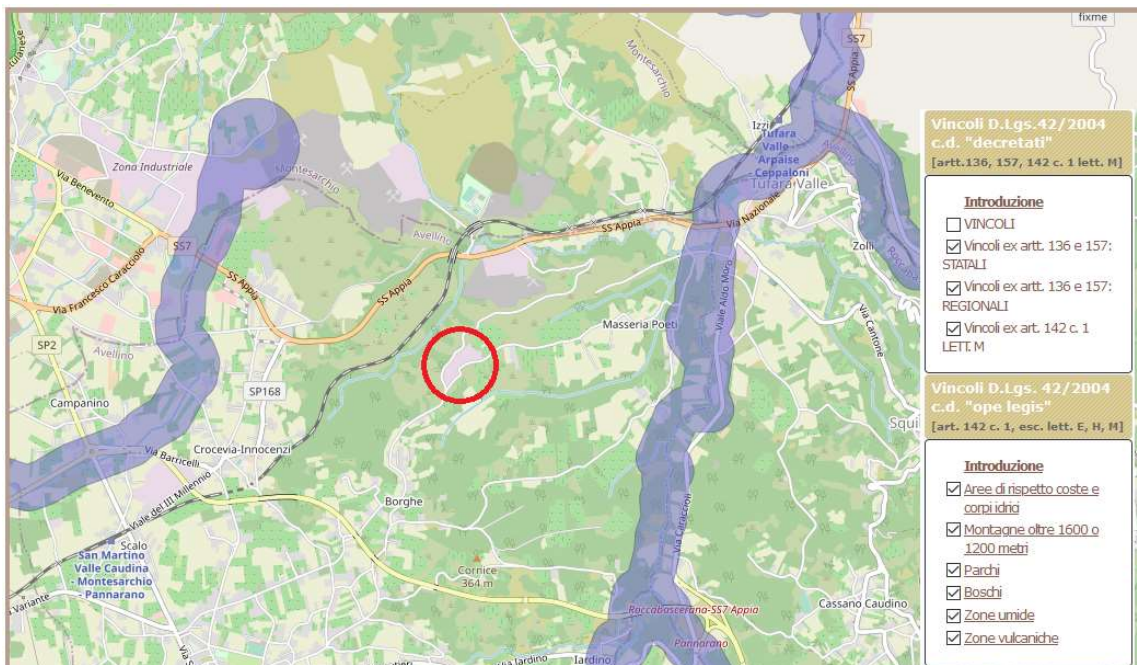 fixme
SS7
SS Appia
Montesarchio
Izzi
Tufara
Valle
Arpaise
Ceppaloni
Tufara Valle
Avellino
Zona Industriale
Via Benevento
Montesarchio
Avellino
SS Appia
Via Nazionale
Zolli
SS7
Via Francesco Caracciolo
SS Appia
SS Appia
Viale Aldo Moro
Via Cantone
SP2
Avellino
Masseria Poeti
Campanino
SP168
Via Barricelli
Crocevia-Innocenzi
Viale del III Millennio
Borghe
Via Caraccioli
Scalo
San Martino
Valle Caudina
- Montesarchio
- Pannarano
Cornice
364 m
Roccabascerana-SS7 Appia
Cassano Caudino
Pannarano
Variante
Iardino
Vincoli D.Lgs.42/2004
c.d. "decretati"
[artt.136, 157, 142 c. 1 lett. M]
Introduzione
VINCOLI
Vincoli ex artt. 136 e 157:
STATALI
Vincoli ex artt. 136 e 157:
REGIONALI
Vincoli ex art. 142 c. 1
LETT. M
Vincoli D.Lgs. 42/2004
c.d. "ope legis"
[art. 142 c. 1, esc. lett. E, H, M]
Introduzione
Aree di rispetto coste e
corpi idrici
Montagne oltre 1600 o
1200 metri
Parchi
Boschi
Zone umide
Zone vulcaniche